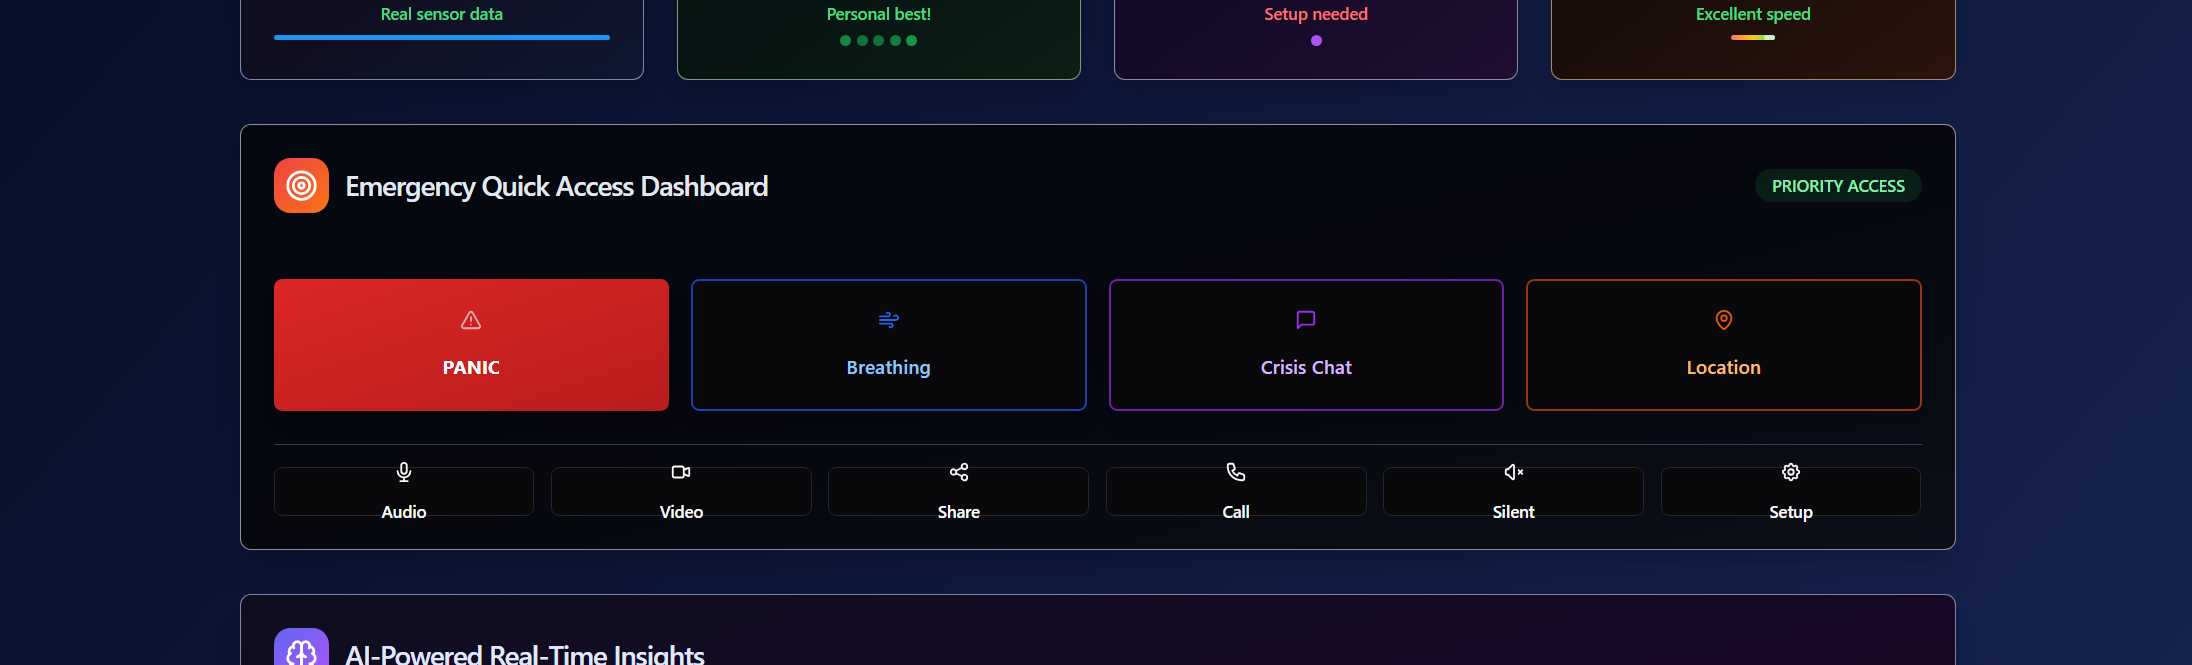 Real sensor data
Personal best!
Setup needed
Excellent speed
Emergency Quick Access Dashboard
PRIORITY ACCESS
PANIC
Breathing
Crisis Chat
Location
Audio
Video
Share
Call
Silent
Setup
AI-Powered Real-Time Insights